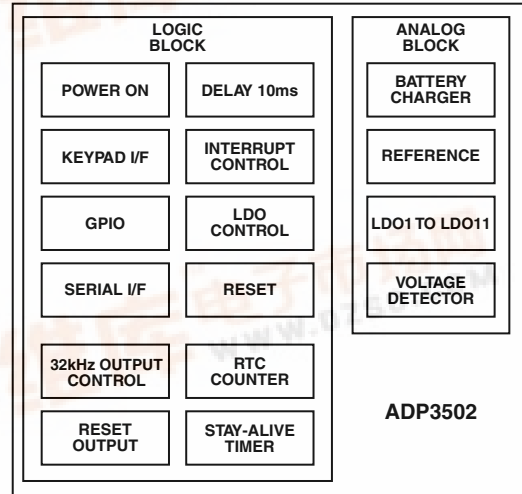 LOGIC
BLOCK
POWER ON
DELAY 10ms
KEYPAD I/F
INTERRUPT
CONTROL
GPIO
LDO
CONTROL
SERIAL I/F
RESET
32kHz OUTPUT
CONTROL
RTC
COUNTER
RESET
OUTPUT
STAY-ALIVE
TIMER
ANALOG
BLOCK
BATTERY
CHARGER
REFERENCE
LDO1 TO LDO11
VOLTAGE
DETECTOR
ADP3502